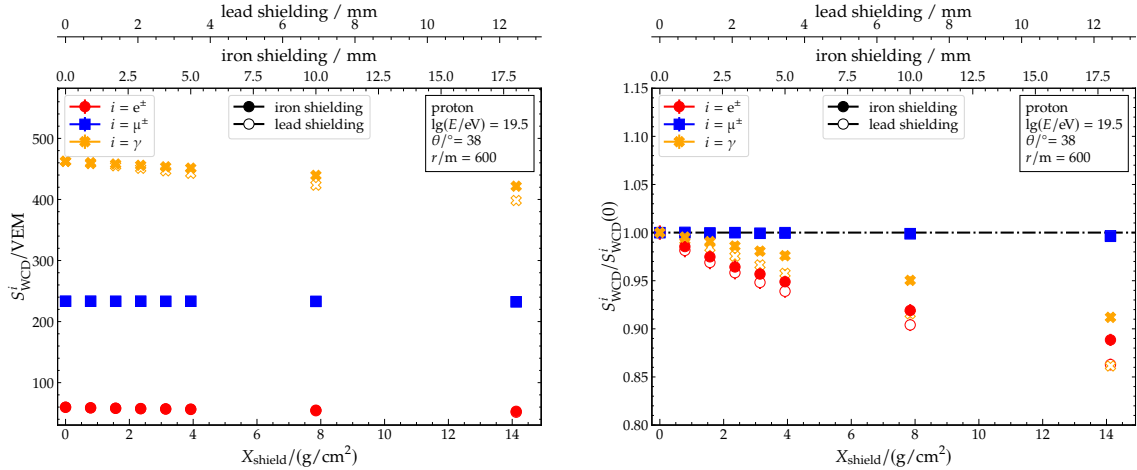 lead shielding / mm
0 2 4 6 8 10 12
iron shielding / mm
0.0 2.5 5.0 7.5 10.0 12.5 15.0 17.5
i = e±
i = μ±
i = γ
iron shielding
lead shielding
proton
lg(E/eV) = 19.5
θ/°= 38
r/m = 600
500
400
300
200
100
S^i_WCD/VEM
0 2 4 6 8 10 12 14
X_shield/(g/cm²)
lead shielding / mm
0 2 4 6 8 10 12
iron shielding / mm
0.0 2.5 5.0 7.5 10.0 12.5 15.0 17.5
i = e±
i = μ±
i = γ
iron shielding
lead shielding
proton
lg(E/eV) = 19.5
θ/°= 38
r/m = 600
1.15
1.10
1.05
1.00
0.95
0.90
0.85
0.80
S^i_WCD/S^i_WCD(0)
0 2 4 6 8 10 12 14
X_shield/(g/cm²)